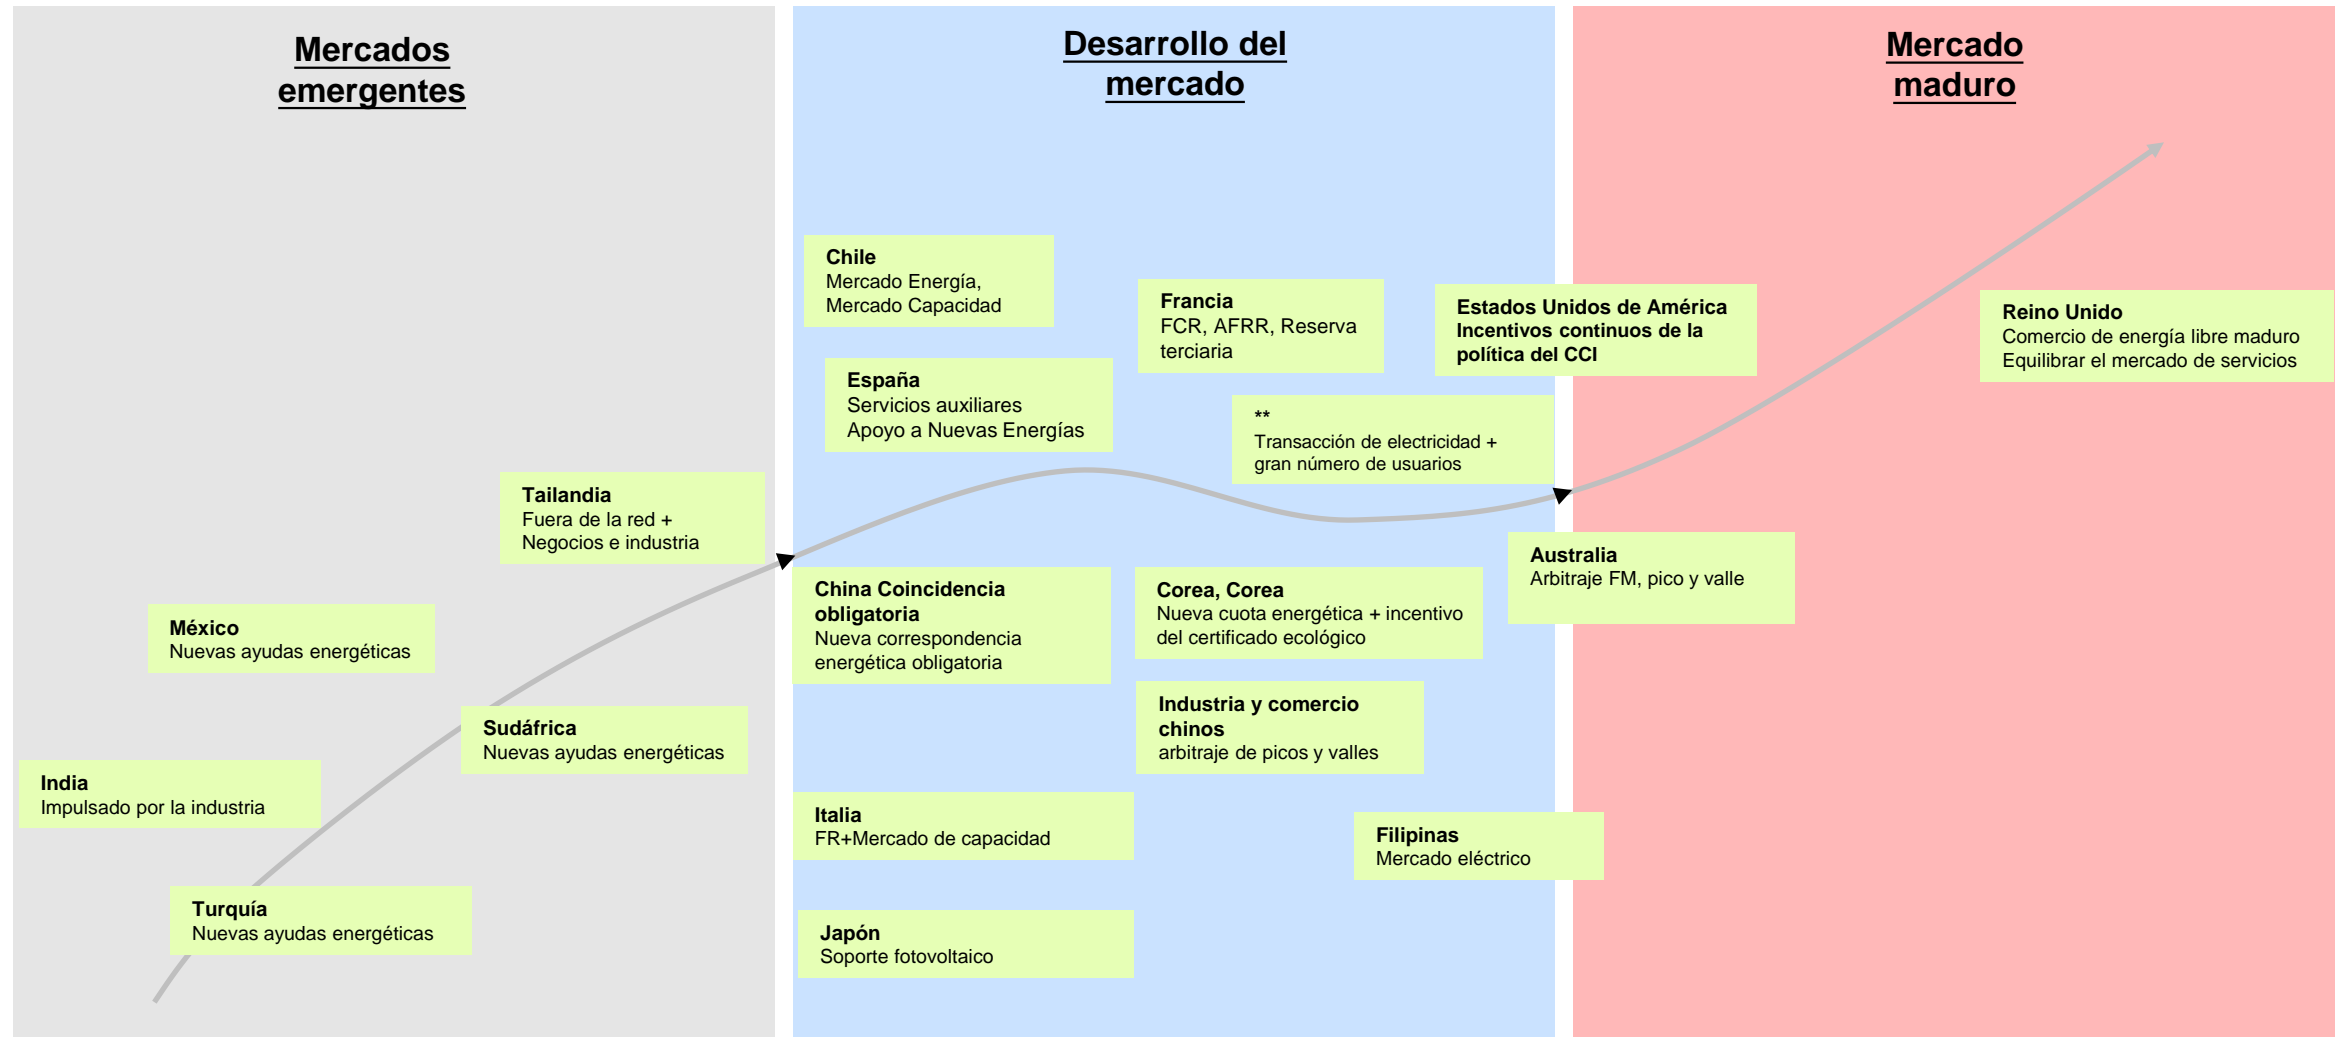 Mercados
emergentes
Tailandia
Fuera de la red +
Negocios e industria
México
Nuevas ayudas energéticas
Sudáfrica
Nuevas ayudas energéticas
India
Impulsado por la industria
Turquía
Nuevas ayudas energéticas
Desarrollo del
mercado
Chile
Mercado Energía,
Mercado Capacidad
Francia
FCR, AFRR, Reserva
terciaria
Estados Unidos de América
Incentivos continuos de la
política del CCI
España
Servicios auxiliares
Apoyo a Nuevas Energías
**
Transacción de electricidad +
gran número de usuarios
China Coincidencia
obligatoria
Nueva correspondencia
energética obligatoria
Corea, Corea
Nueva cuota energética + incentivo
del certificado ecológico
Australia
Arbitraje FM, pico y valle
Industria y comercio
chinos
arbitraje de picos y valles
Italia
FR+Mercado de capacidad
Filipinas
Mercado eléctrico
Japón
Soporte fotovoltaico
Mercado
maduro
Reino Unido
Comercio de energía libre maduro
Equilibrar el mercado de servicios